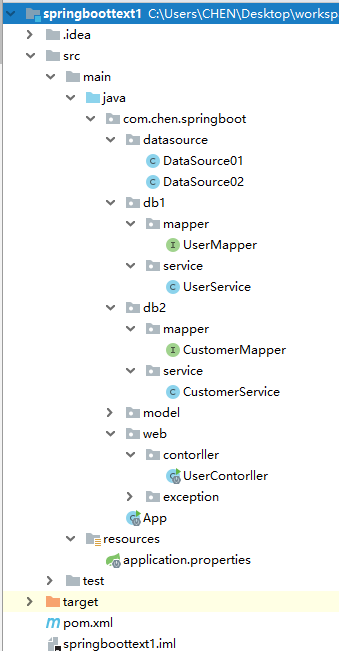 springboottext1 C:\Users\CHEN\Desktop\worksp
.idea
src
main
java
com.chen.springboot
datasource
DataSource01
DataSource02
db1
mapper
UserMapper
service
UserService
db2
mapper
CustomerMapper
service
CustomerService
model
web
contorller
UserContorller
exception
App
resources
application.properties
test
target
pom.xml
springboottext1.iml